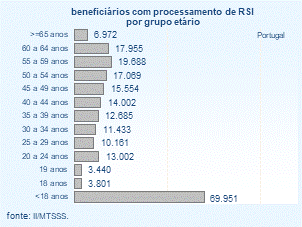 beneficiários com processamento de RSI
por grupo etário
Portugal
>=65 anos 6.972
60 a 64 anos 17.955
55 a 59 anos 19.688
50 a 54 anos 17.069
45 a 49 anos 15.554
40 a 44 anos 14.002
35 a 39 anos 12.685
30 a 34 anos 11.433
25 a 29 anos 10.161
20 a 24 anos 13.002
19 anos 3.440
18 anos 3.801
<18 anos 69.951
fonte: II/MTSSS.